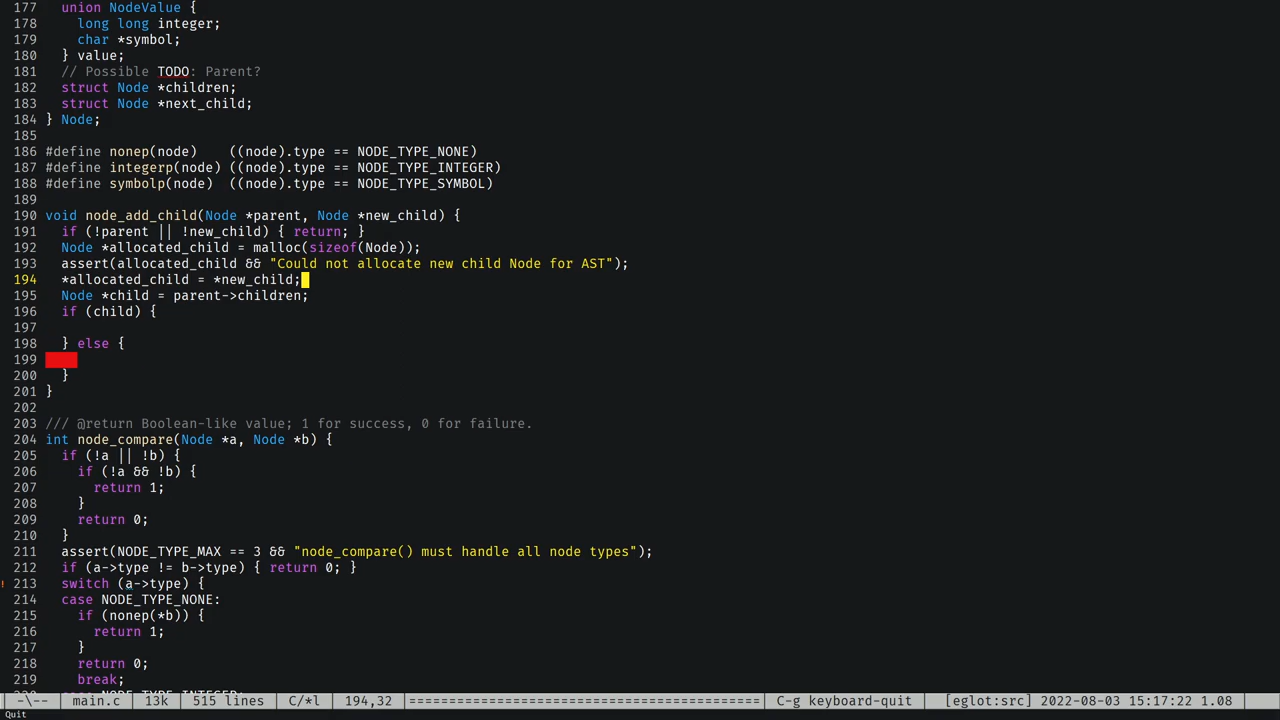 177   union NodeValue {
178     long long integer;
179     char *symbol;
180   } value;
181   // Possible TODO: Parent?
182   struct Node *children;
183   struct Node *next_child;
184 } Node;
185
186 #define nonep(node)    ((node).type == NODE_TYPE_NONE)
187 #define integerp(node) ((node).type == NODE_TYPE_INTEGER)
188 #define symbolp(node)  ((node).type == NODE_TYPE_SYMBOL)
189
190 void node_add_child(Node *parent, Node *new_child) {
191   if (!parent || !new_child) { return; }
192   Node *allocated_child = malloc(sizeof(Node));
193   assert(allocated_child && "Could not allocate new child Node for AST");
194   *allocated_child = *new_child;
195   Node *child = parent->children;
196   if (child) {
197
198   } else {
199
200   }
201 }
202
203 /// @return Boolean-like value; 1 for success, 0 for failure.
204 int node_compare(Node *a, Node *b) {
205   if (!a || !b) {
206     if (!a && !b) {
207       return 1;
208     }
209     return 0;
210   }
211   assert(NODE_TYPE_MAX == 3 && "node_compare() must handle all node types");
212   if (a->type != b->type) { return 0; }
! 213   switch (a->type) {
214   case NODE_TYPE_NONE:
215     if (nonep(*b)) {
216       return 1;
217     }
218     return 0;
219     break;
220   case NODE_TYPE_INTEGER:
-\-- main.c 13k 515 lines C/*l 194,32 ============================================ C-g keyboard-quit [eglot:src] 2022-08-03 15:17:22 1.08
Quit